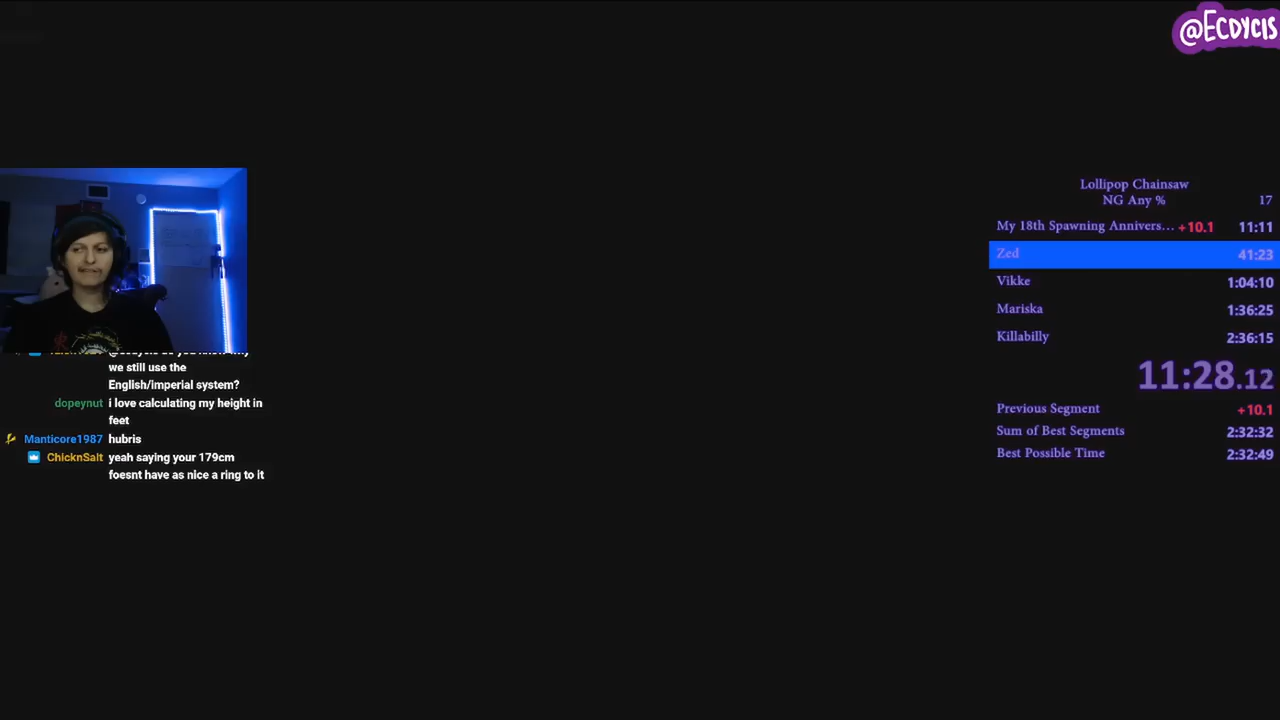 @ECDYCIS
Lollipop Chainsaw
NG Any % 17
My 18th Spawning Annivers... +10.1 11:11
Zed 41:23
Vikke 1:04:10
Mariska 1:36:25
Killabilly 2:36:15
11:28.12
Previous Segment +10.1
Sum of Best Segments 2:32:32
Best Possible Time 2:32:49
we still use the
English/imperial system?
dopeynut i love calculating my height in
feet
Manticore1987 hubris
ChicknSalt yeah saying your 179cm
foesnt have as nice a ring to it